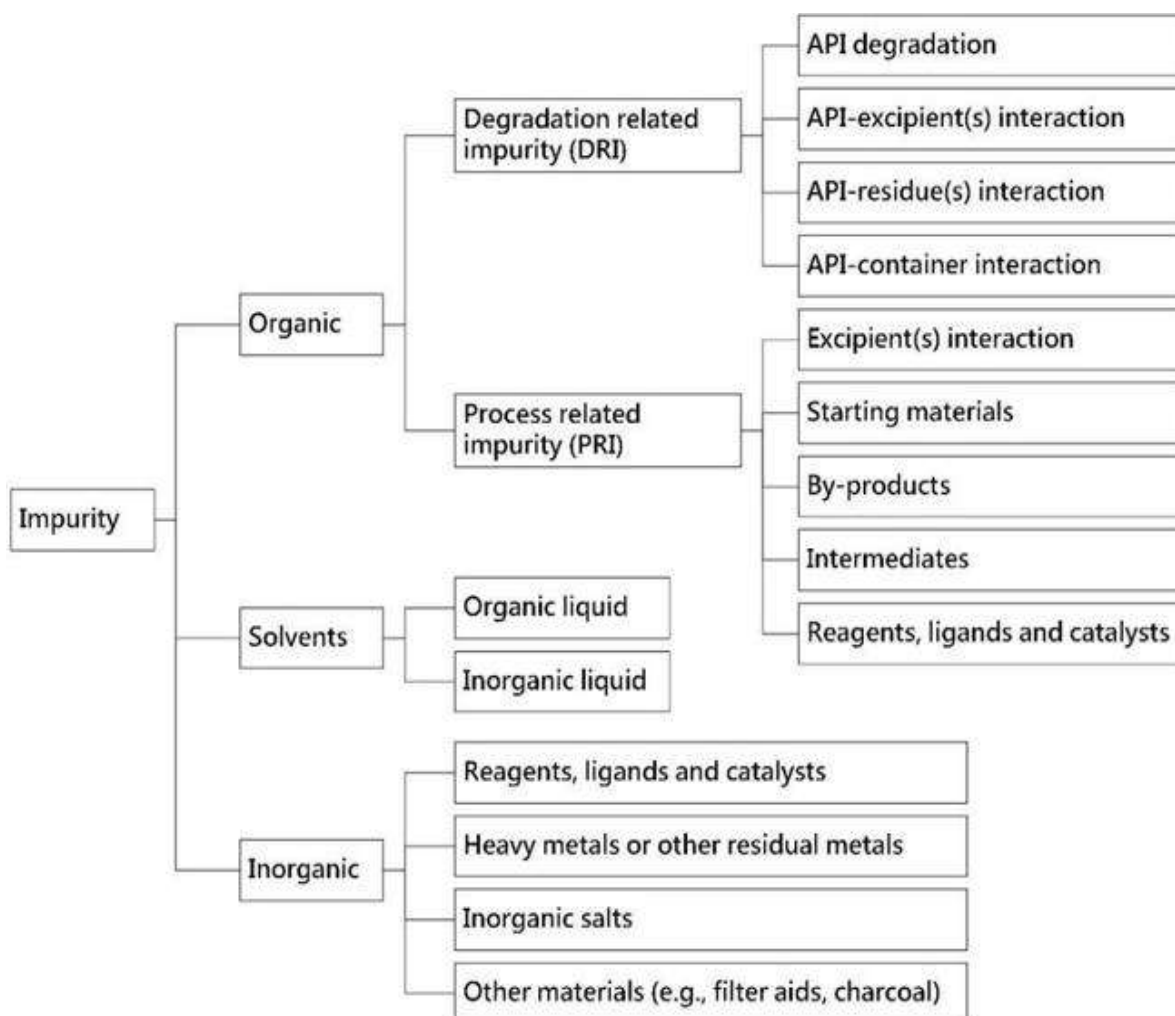 API degradation
Degradation related
impurity (DRI)
API-excipient(s) interaction
API-residue(s) interaction
API-container interaction
Organic
Excipient(s) interaction
Process related
impurity (PRI)
Starting materials
By-products
Impurity
Intermediates
Solvents
Organic liquid
Reagents, ligands and catalysts
Inorganic liquid
Reagents, ligands and catalysts
Heavy metals or other residual metals
Inorganic
Inorganic salts
Other materials (e.g., filter aids, charcoal)